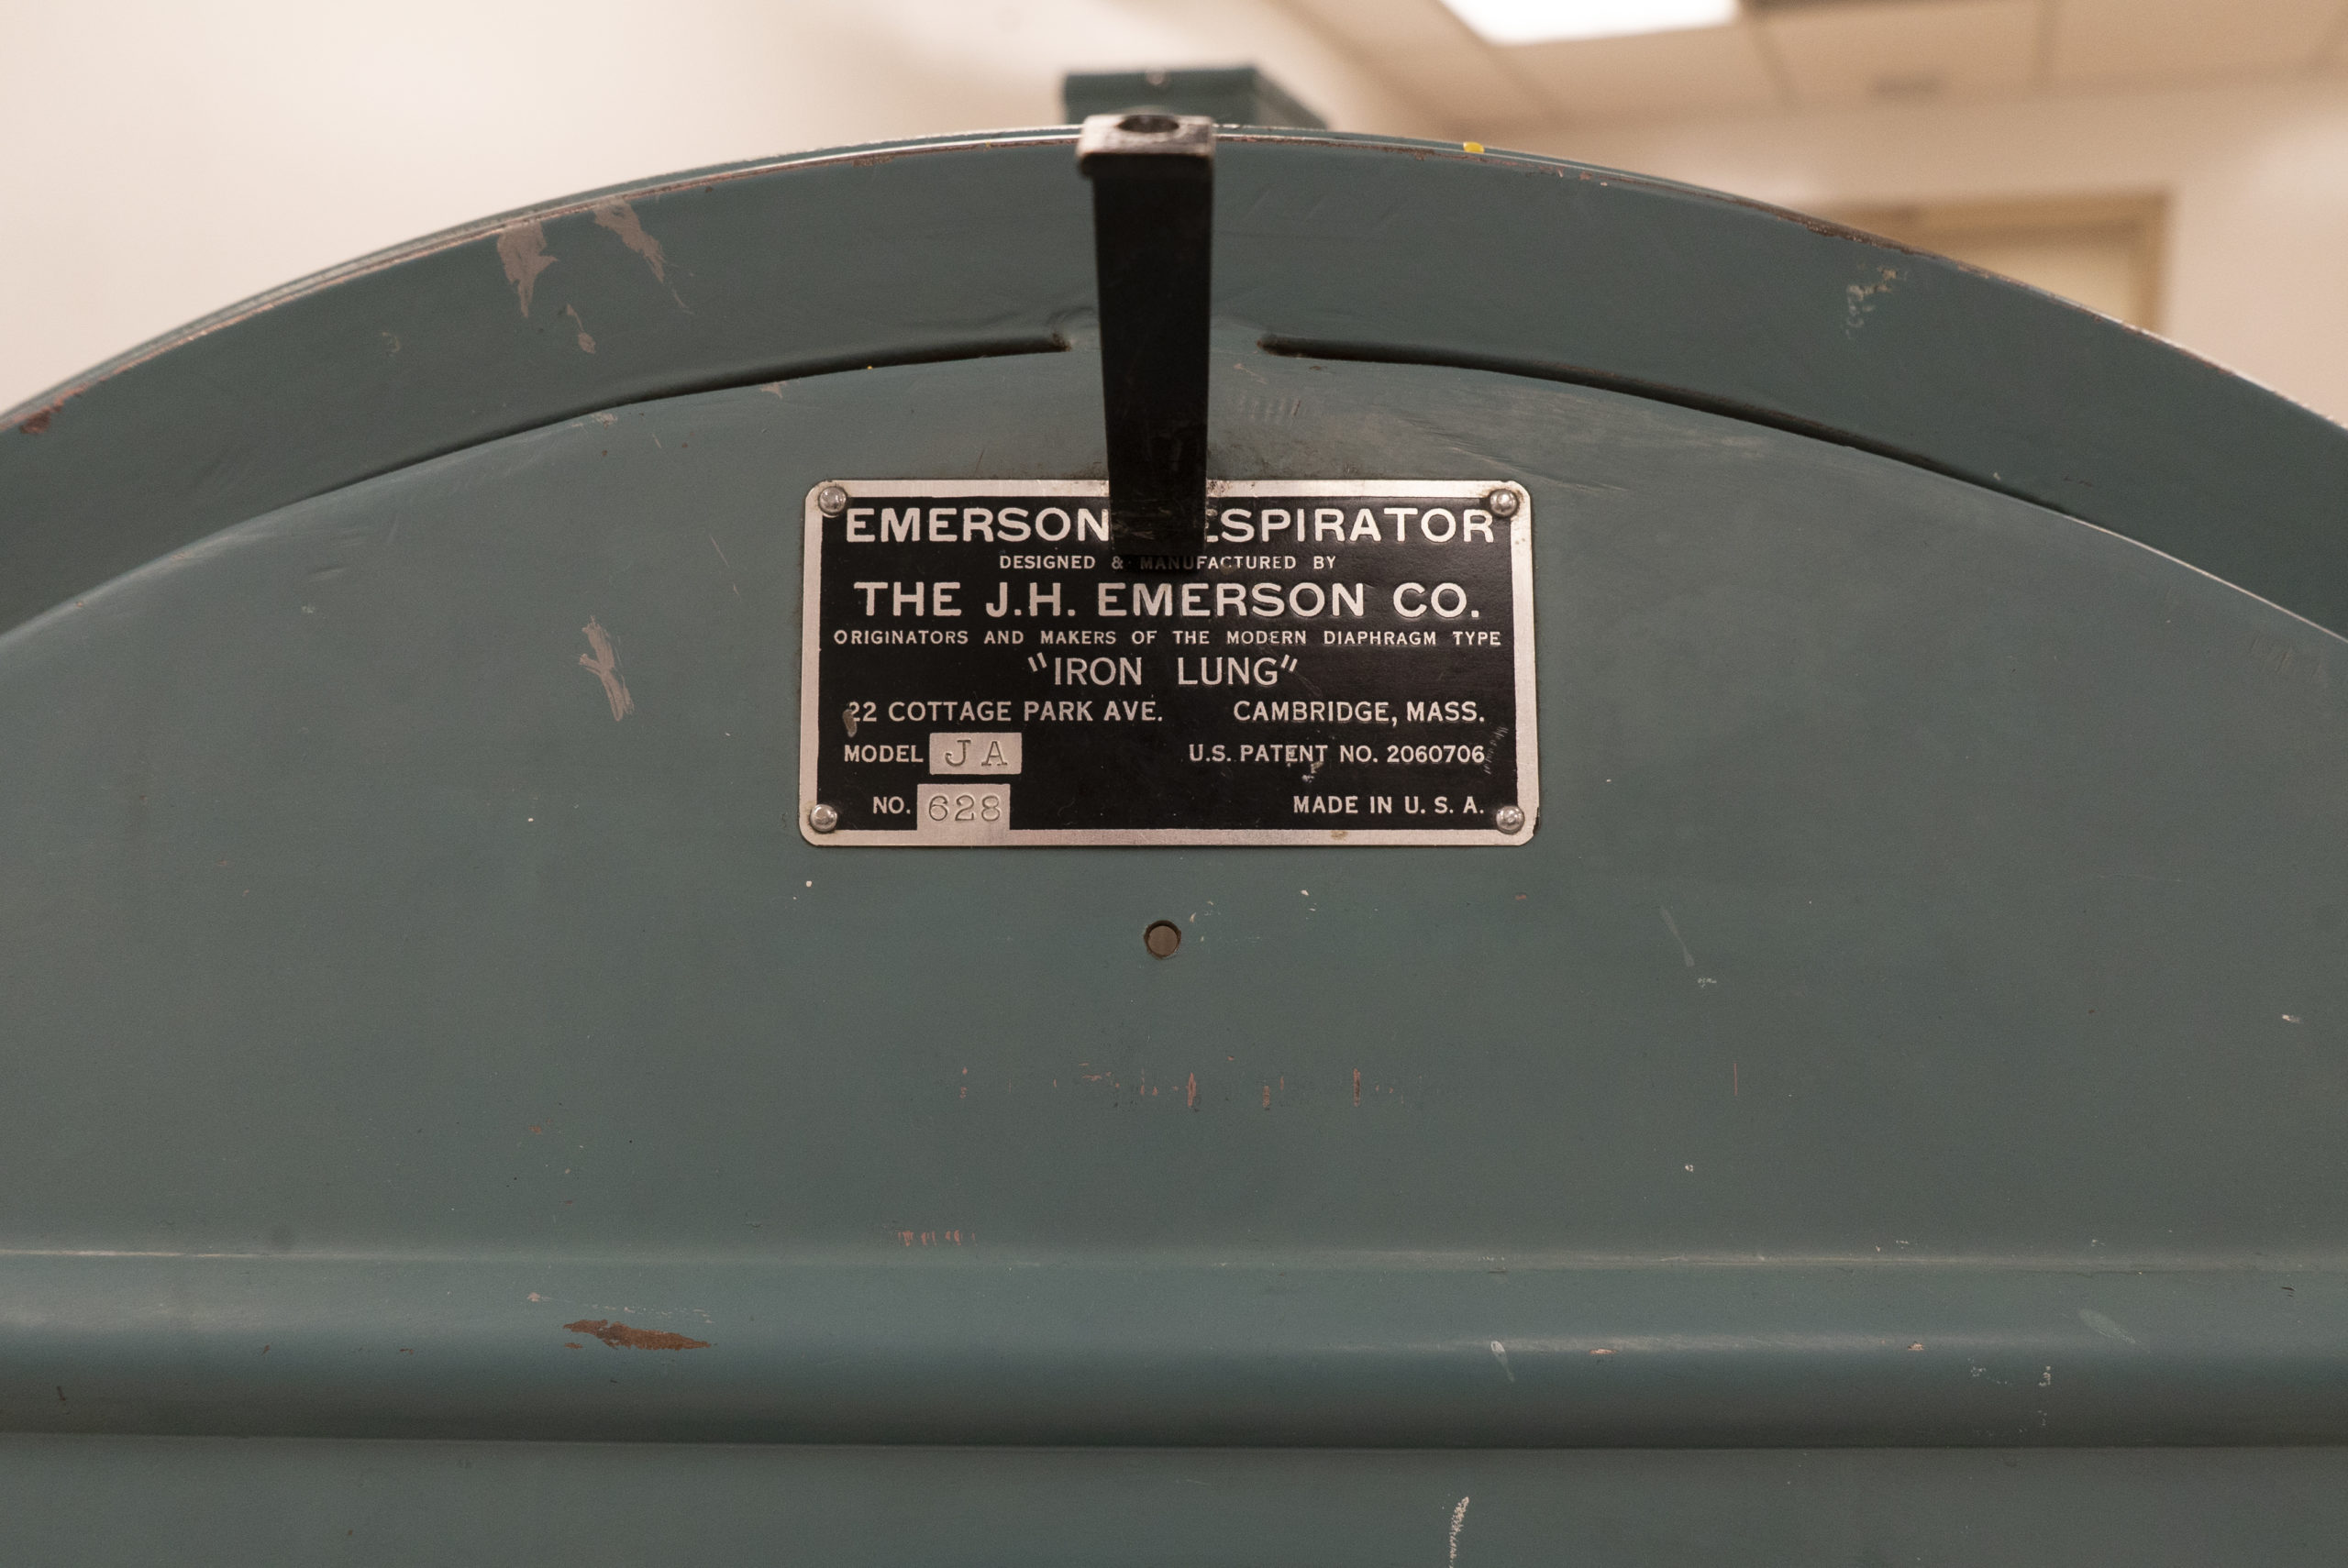 EMERSON ESPIRATOR
DESIGNED & MANUFACTURED BY
THE J.H. EMERSON CO.
ORIGINATORS AND MAKERS OF THE MODERN DIAPHRAGM TYPE
"IRON LUNG"
22 COTTAGE PARK AVE. CAMBRIDGE, MASS.
MODEL JA U.S. PATENT NO. 2060706
NO. 628 MADE IN U. S. A.